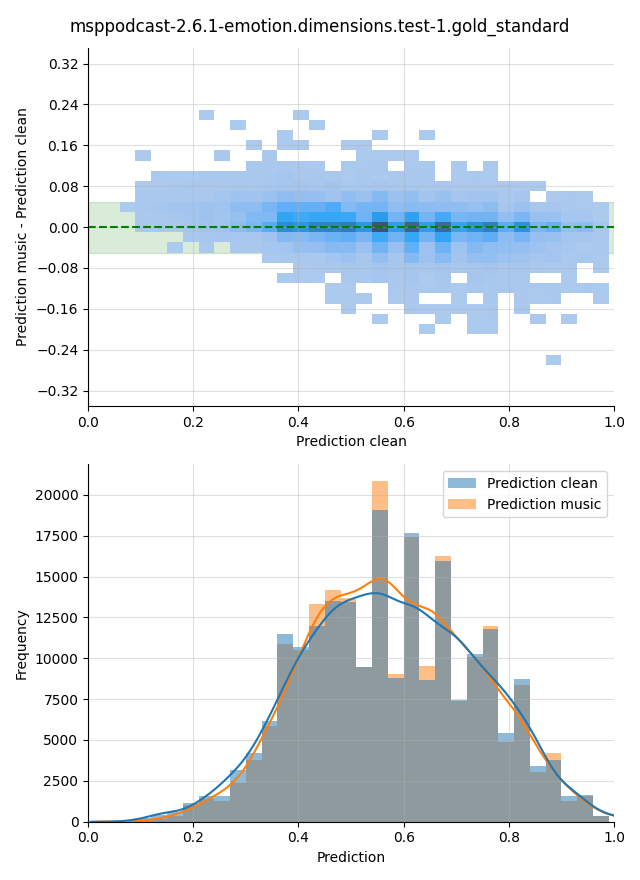 msppodcast-2.6.1-emotion.dimensions.test-1.gold_standard
0.32
0.24
0.16
0.08
0.00
−0.08
−0.16
−0.24
−0.32
Prediction music - Prediction clean
0.0 0.2 0.4 0.6 0.8 1.0
Prediction clean
Prediction clean
Prediction music
20000
17500
15000
12500
10000
7500
5000
2500
0
Frequency
0.0 0.2 0.4 0.6 0.8 1.0
Prediction